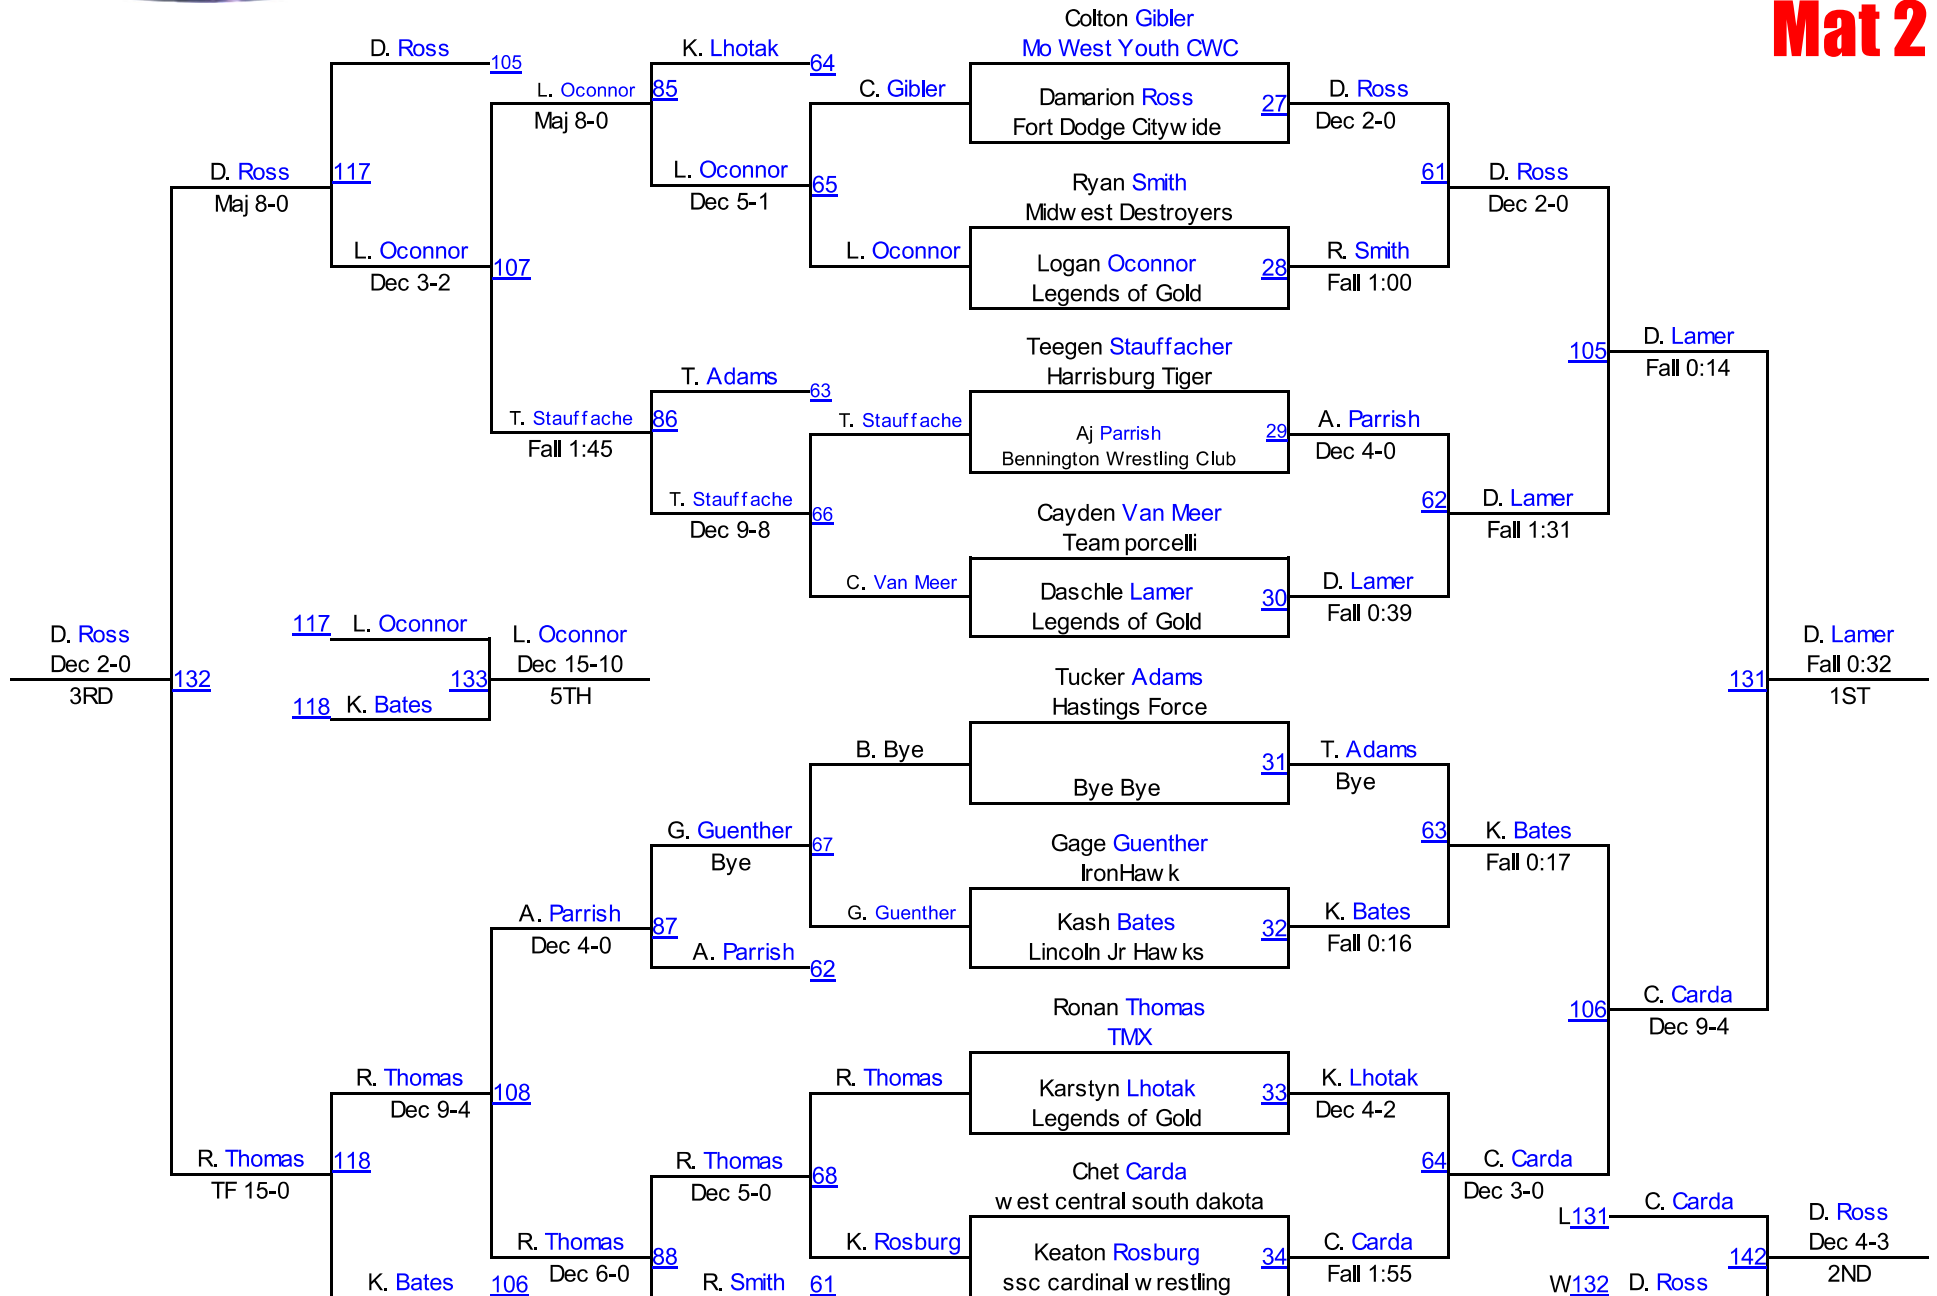 Mat 2
Colton Gibler
D. Ross
K. Lhotak
Mo West Youth CWC
105
64
L. Oconnor
85
C. Gibler
Damarion Ross
27
D. Ross
Maj 8-0
Fort Dodge Citywide
Dec 2-0
D. Ross
117
L. Oconnor
65
Ryan Smith
61
D. Ross
Maj 8-0
Dec 5-1
Midwest Destroyers
Dec 2-0
L. Oconnor
107
L. Oconnor
Logan Oconnor
28
R. Smith
Dec 3-2
Legends of Gold
Fall 1:00
Teegen Stauffacher
105
D. Lamer
T. Adams
63
Harrisburg Tiger
Fall 0:14
T. Stauffache
86
T. Stauffache
Aj Parrish
29
A. Parrish
Fall 1:45
Bennington Wrestling Club
Dec 4-0
T. Stauffache
66
Cayden Van Meer
62
D. Lamer
Dec 9-8
Team porcelli
Fall 1:31
C. Van Meer
Daschle Lamer
30
D. Lamer
Legends of Gold
Fall 0:39
D. Ross
117
L. Oconnor
L. Oconnor
D. Lamer
Dec 2-0
132
133
Dec 15-10
131
Fall 0:32
3RD
118
K. Bates
5TH
1ST
Tucker Adams
Hastings Force
B. Bye
31
T. Adams
Bye Bye
Bye
G. Guenther
67
Gage Guenther
63
K. Bates
Bye
IronHawk
Fall 0:17
A. Parrish
87
G. Guenther
Kash Bates
32
K. Bates
Dec 4-0
A. Parrish
62
Lincoln Jr Hawks
Fall 0:16
Ronan Thomas
106
C. Carda
TMX
Dec 9-4
R. Thomas
108
R. Thomas
Karstyn Lhotak
33
K. Lhotak
Dec 9-4
Legends of Gold
Dec 4-2
R. Thomas
118
R. Thomas
68
Chet Carda
64
C. Carda
TF 15-0
Dec 5-0
west central south dakota
Dec 3-0
L131
C. Carda
D. Ross
R. Thomas
88
K. Rosburg
Keaton Rosburg
34
C. Carda
142
Dec 4-3
K. Bates
106
Dec 6-0
R. Smith
61
ssc cardinal wrestling
Fall 1:55
W132
D. Ross
2ND